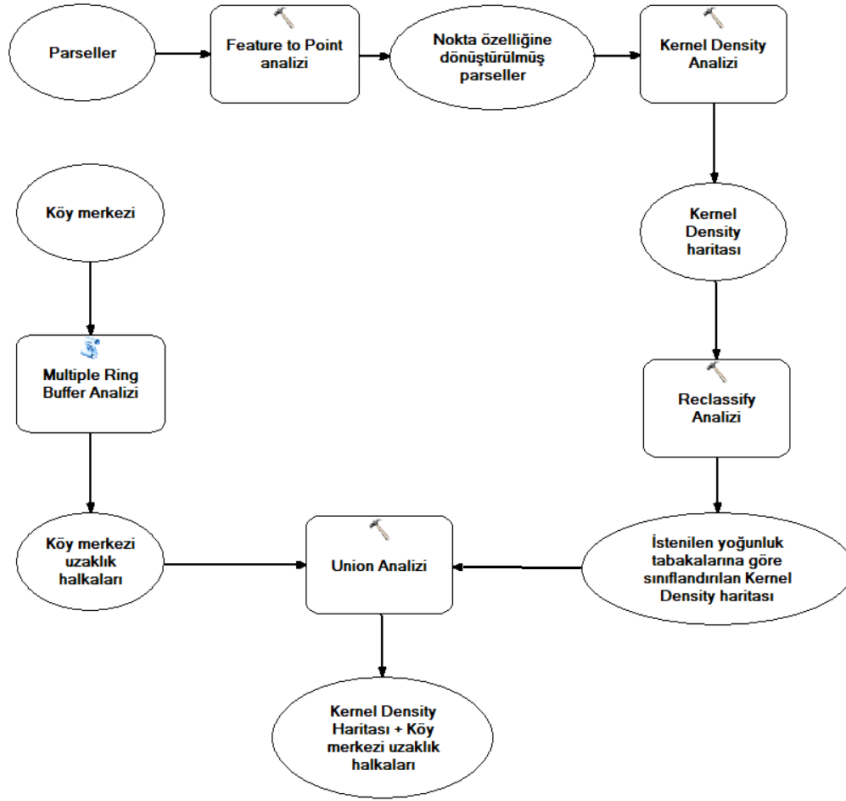 Parseller
Feature to Point
analizi
Nokta özelliğine
dönüştürülmüş
parseller
Kernel Density
Analizi
Köy merkezi
Kernel
Density
haritası
Multiple Ring
Buffer Analizi
Reclassify
Analizi
Köy merkezi
uzaklık
halkaları
Union Analizi
İstenilen yoğunluk
tabakalarına göre
sınıflandırılan Kernel
Density haritası
Kernel Density
Haritası + Köy
merkezi uzaklık
halkaları